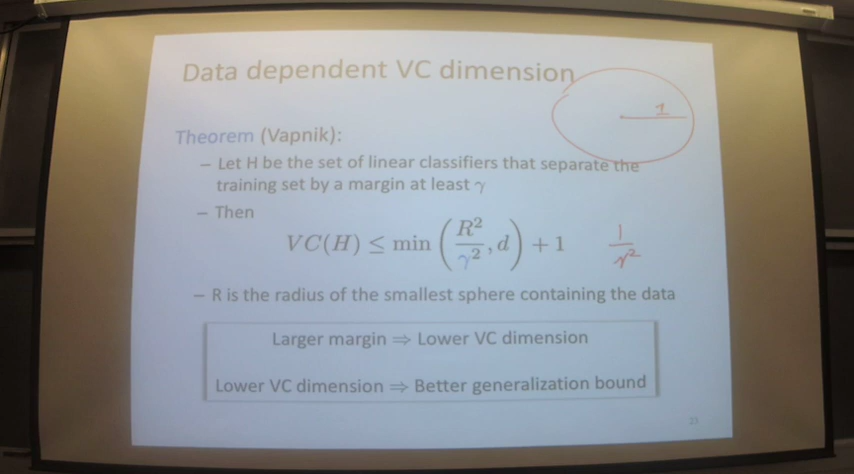 Data dependent VC dimension
1
Theorem (Vapnik):
– Let H be the set of linear classifiers that separate the
training set by a margin at least γ
– Then
VC(H) ≤ min (R²/γ², d) + 1
1/γ²
– R is the radius of the smallest sphere containing the data
Larger margin ⇒ Lower VC dimension
Lower VC dimension ⇒ Better generalization bound